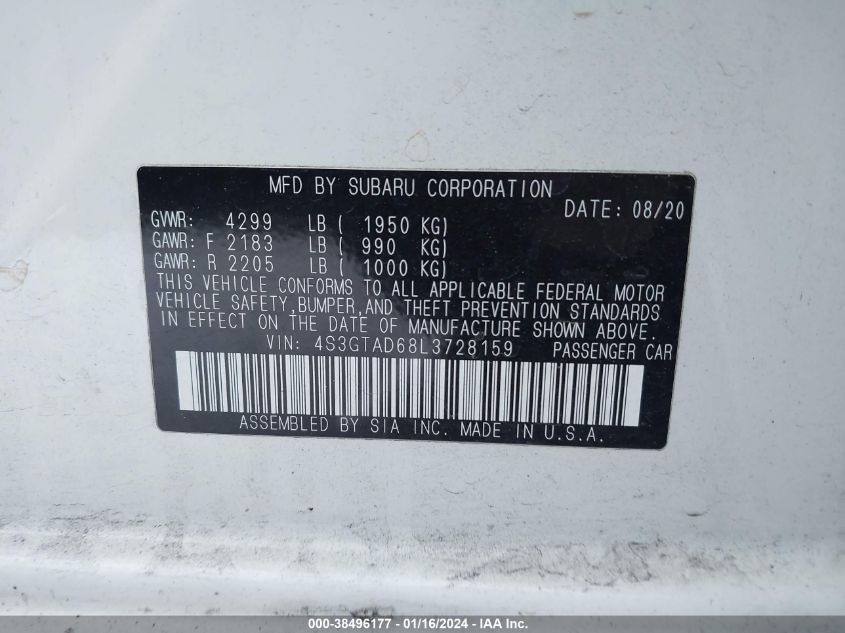 MFD BY SUBARU CORPORATION
DATE: 08/20
GVWR: 4299 LB ( 1950 KG)
GAWR: F 2183 LB ( 990 KG)
GAWR: R 2205 LB ( 1000 KG)
THIS VEHICLE CONFORMS TO ALL APPLICABLE FEDERAL MOTOR
VEHICLE SAFETY,BUMPER,AND THEFT PREVENTION STANDARDS
IN EFFECT ON THE DATE OF MANUFACTURE SHOWN ABOVE.
VIN: 4S3GTAD68L3728159 PASSENGER CAR
ASSEMBLED BY SIA INC. MADE IN U.S.A.
000-38496177 - 01/16/2024 - IAA Inc.